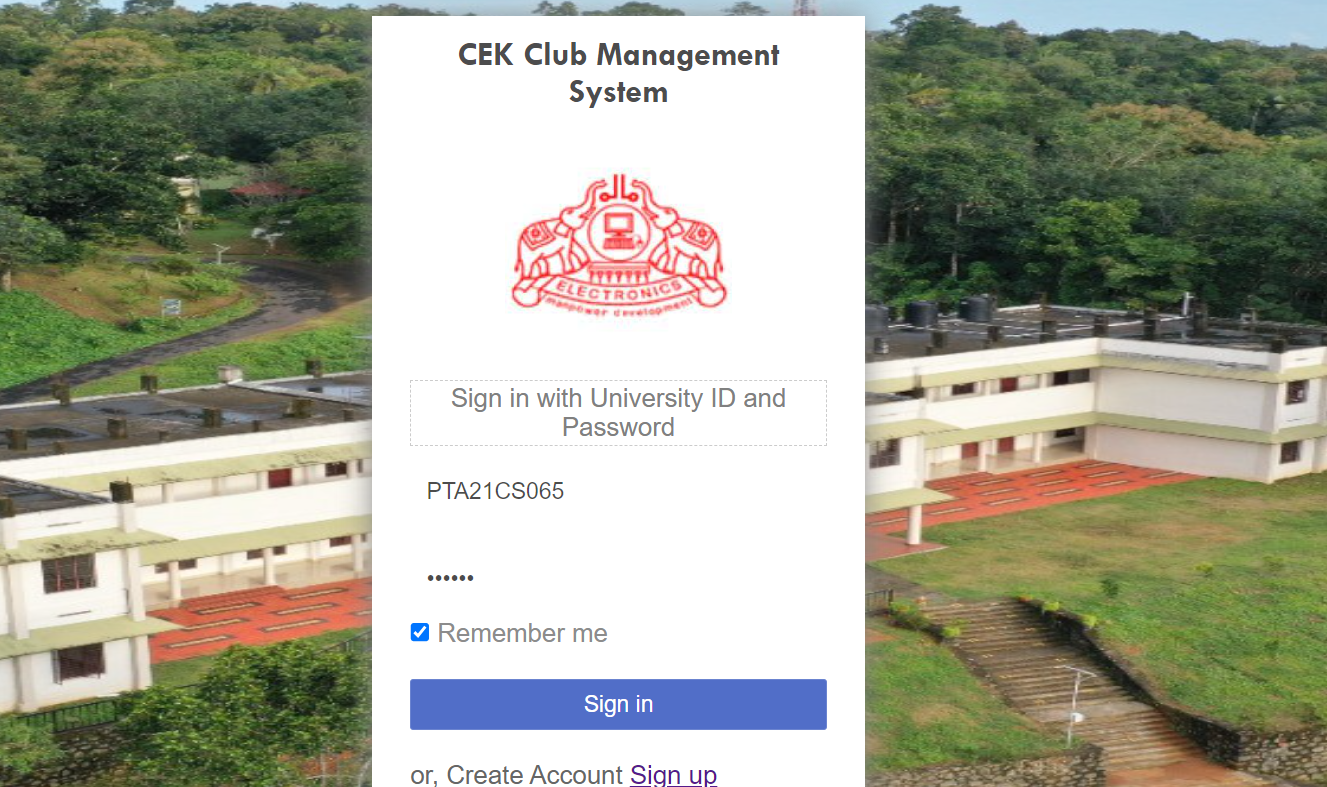 CEK Club Management
System
ELECTRONICS
manpower development
Sign in with University ID and
Password
PTA21CS065
••••••
Remember me
Sign in
or, Create Account Sign up